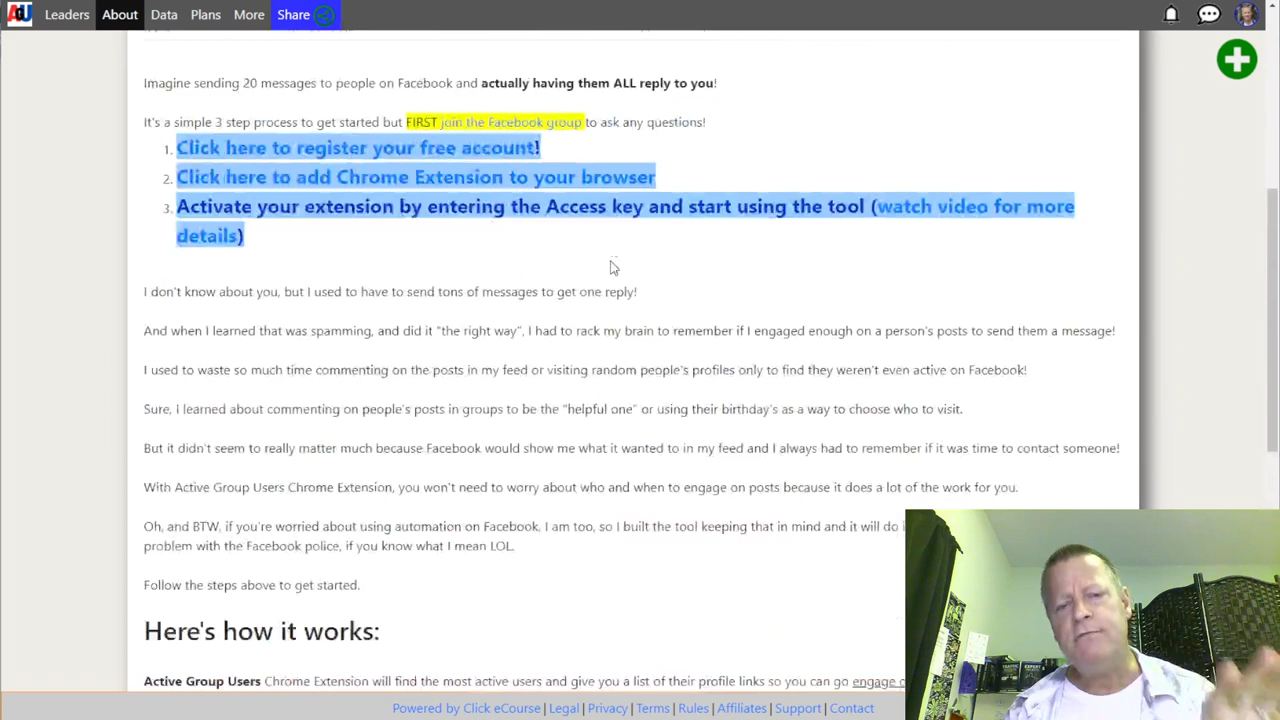 AGU Leaders About Data Plans More Share
Imagine sending 20 messages to people on Facebook and actually having them ALL reply to you!
It's a simple 3 step process to get started but FIRST join the Facebook group to ask any questions!
1. Click here to register your free account!
2. Click here to add Chrome Extension to your browser
3. Activate your extension by entering the Access key and start using the tool (watch video for more
details)
I don't know about you, but I used to have to send tons of messages to get one reply!
And when I learned that was spamming, and did it "the right way", I had to rack my brain to remember if I engaged enough on a person's posts to send them a message!
I used to waste so much time commenting on the posts in my feed or visiting random people's profiles only to find they weren't even active on Facebook!
Sure, I learned about commenting on people's posts in groups to be the "helpful one" or using their birthday's as a way to choose who to visit.
But it didn't seem to really matter much because Facebook would show me what it wanted to in my feed and I always had to remember if it was time to contact someone!
With Active Group Users Chrome Extension, you won't need to worry about who and when to engage on posts because it does a lot of the work for you.
Oh, and BTW, if you're worried about using automation on Facebook, I am too, so I built the tool keeping that in mind and it will do
problem with the Facebook police, if you know what I mean LOL.
Follow the steps above to get started.
Here's how it works:
Active Group Users Chrome Extension will find the most active users and give you a list of their profile links so you can go engage
EXPERT
Powered by Click eCourse | Legal | Privacy | Terms | Rules | Affiliates | Support | Contact